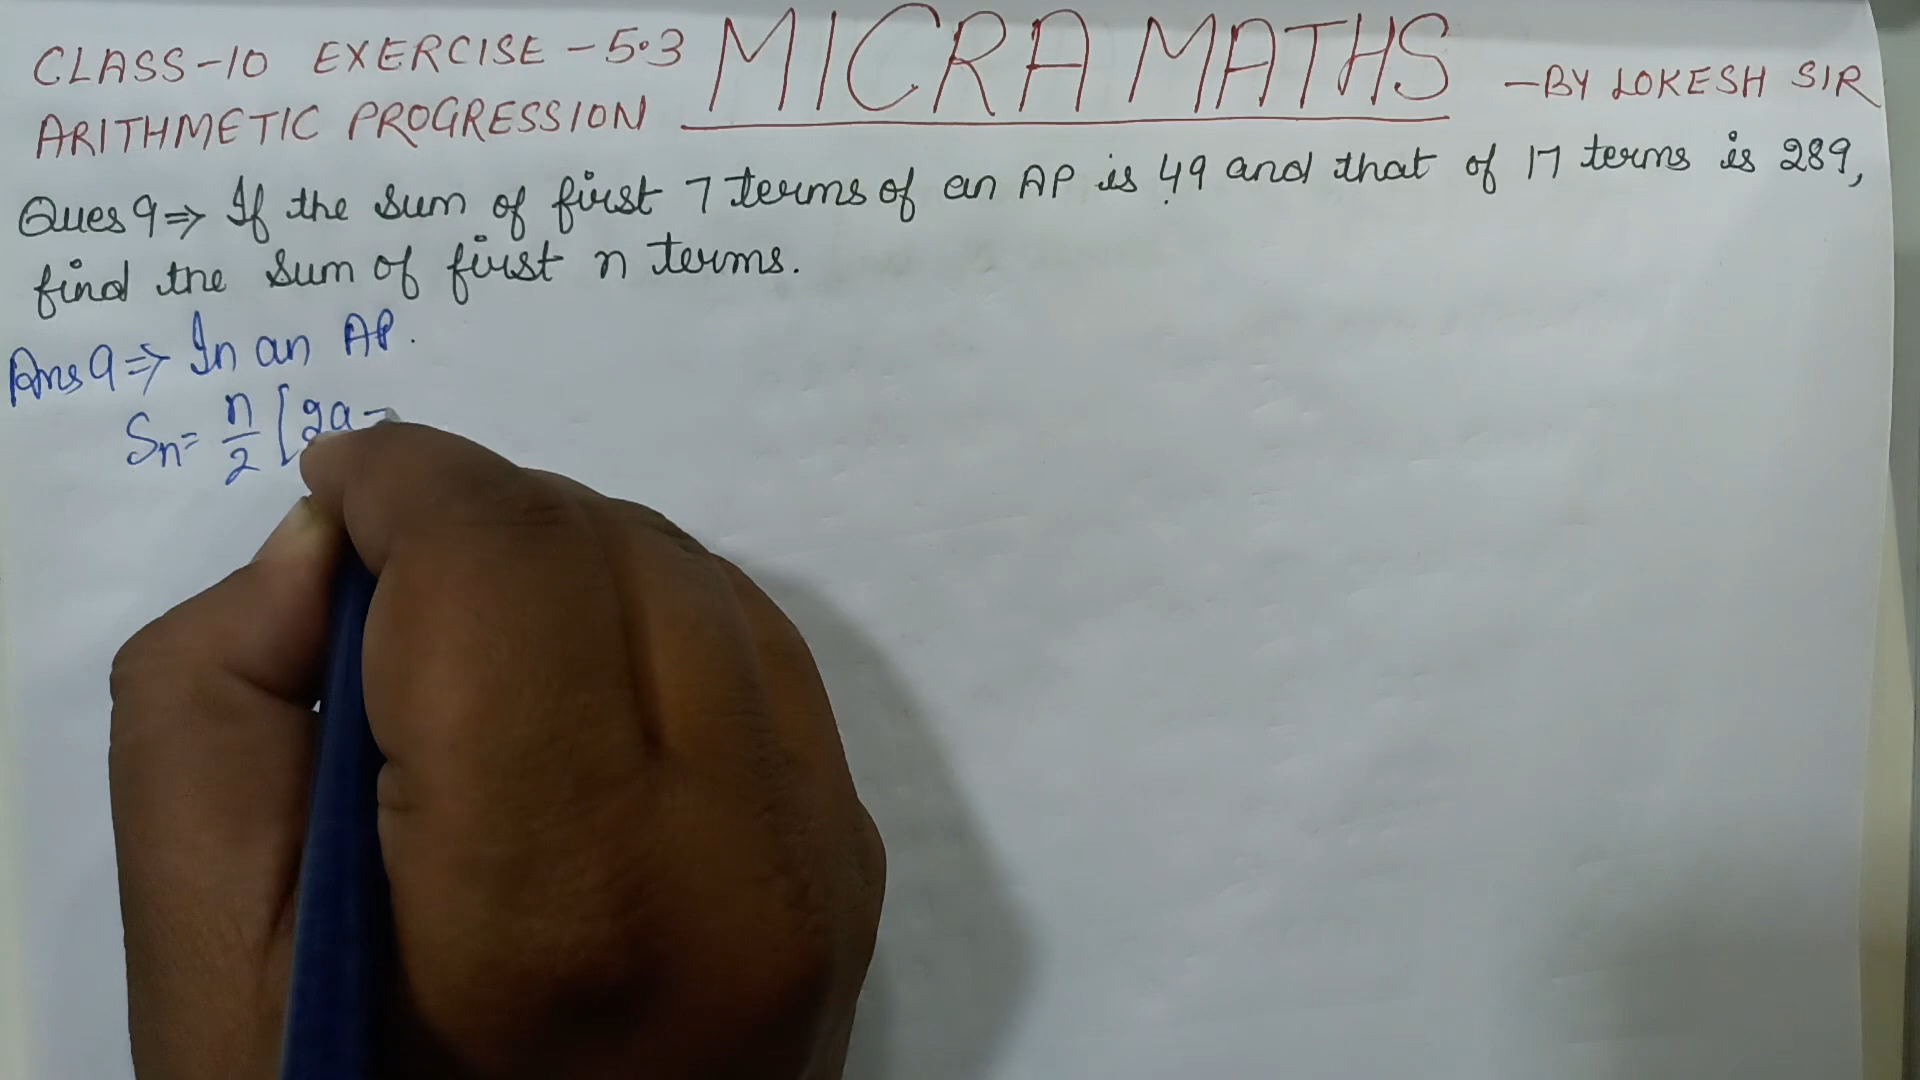 CLASS-10 EXERCISE-5.3 MICRA MATHS -BY LOKESH SIR
ARITHMETIC PROGRESSION
Ques 9⇒ If the sum of first 7 terms of an AP is 49 and that of 17 terms is 289,
find the sum of first n terms.
Ans 9⇒ In an AP.
Sn = n/2 [2a -